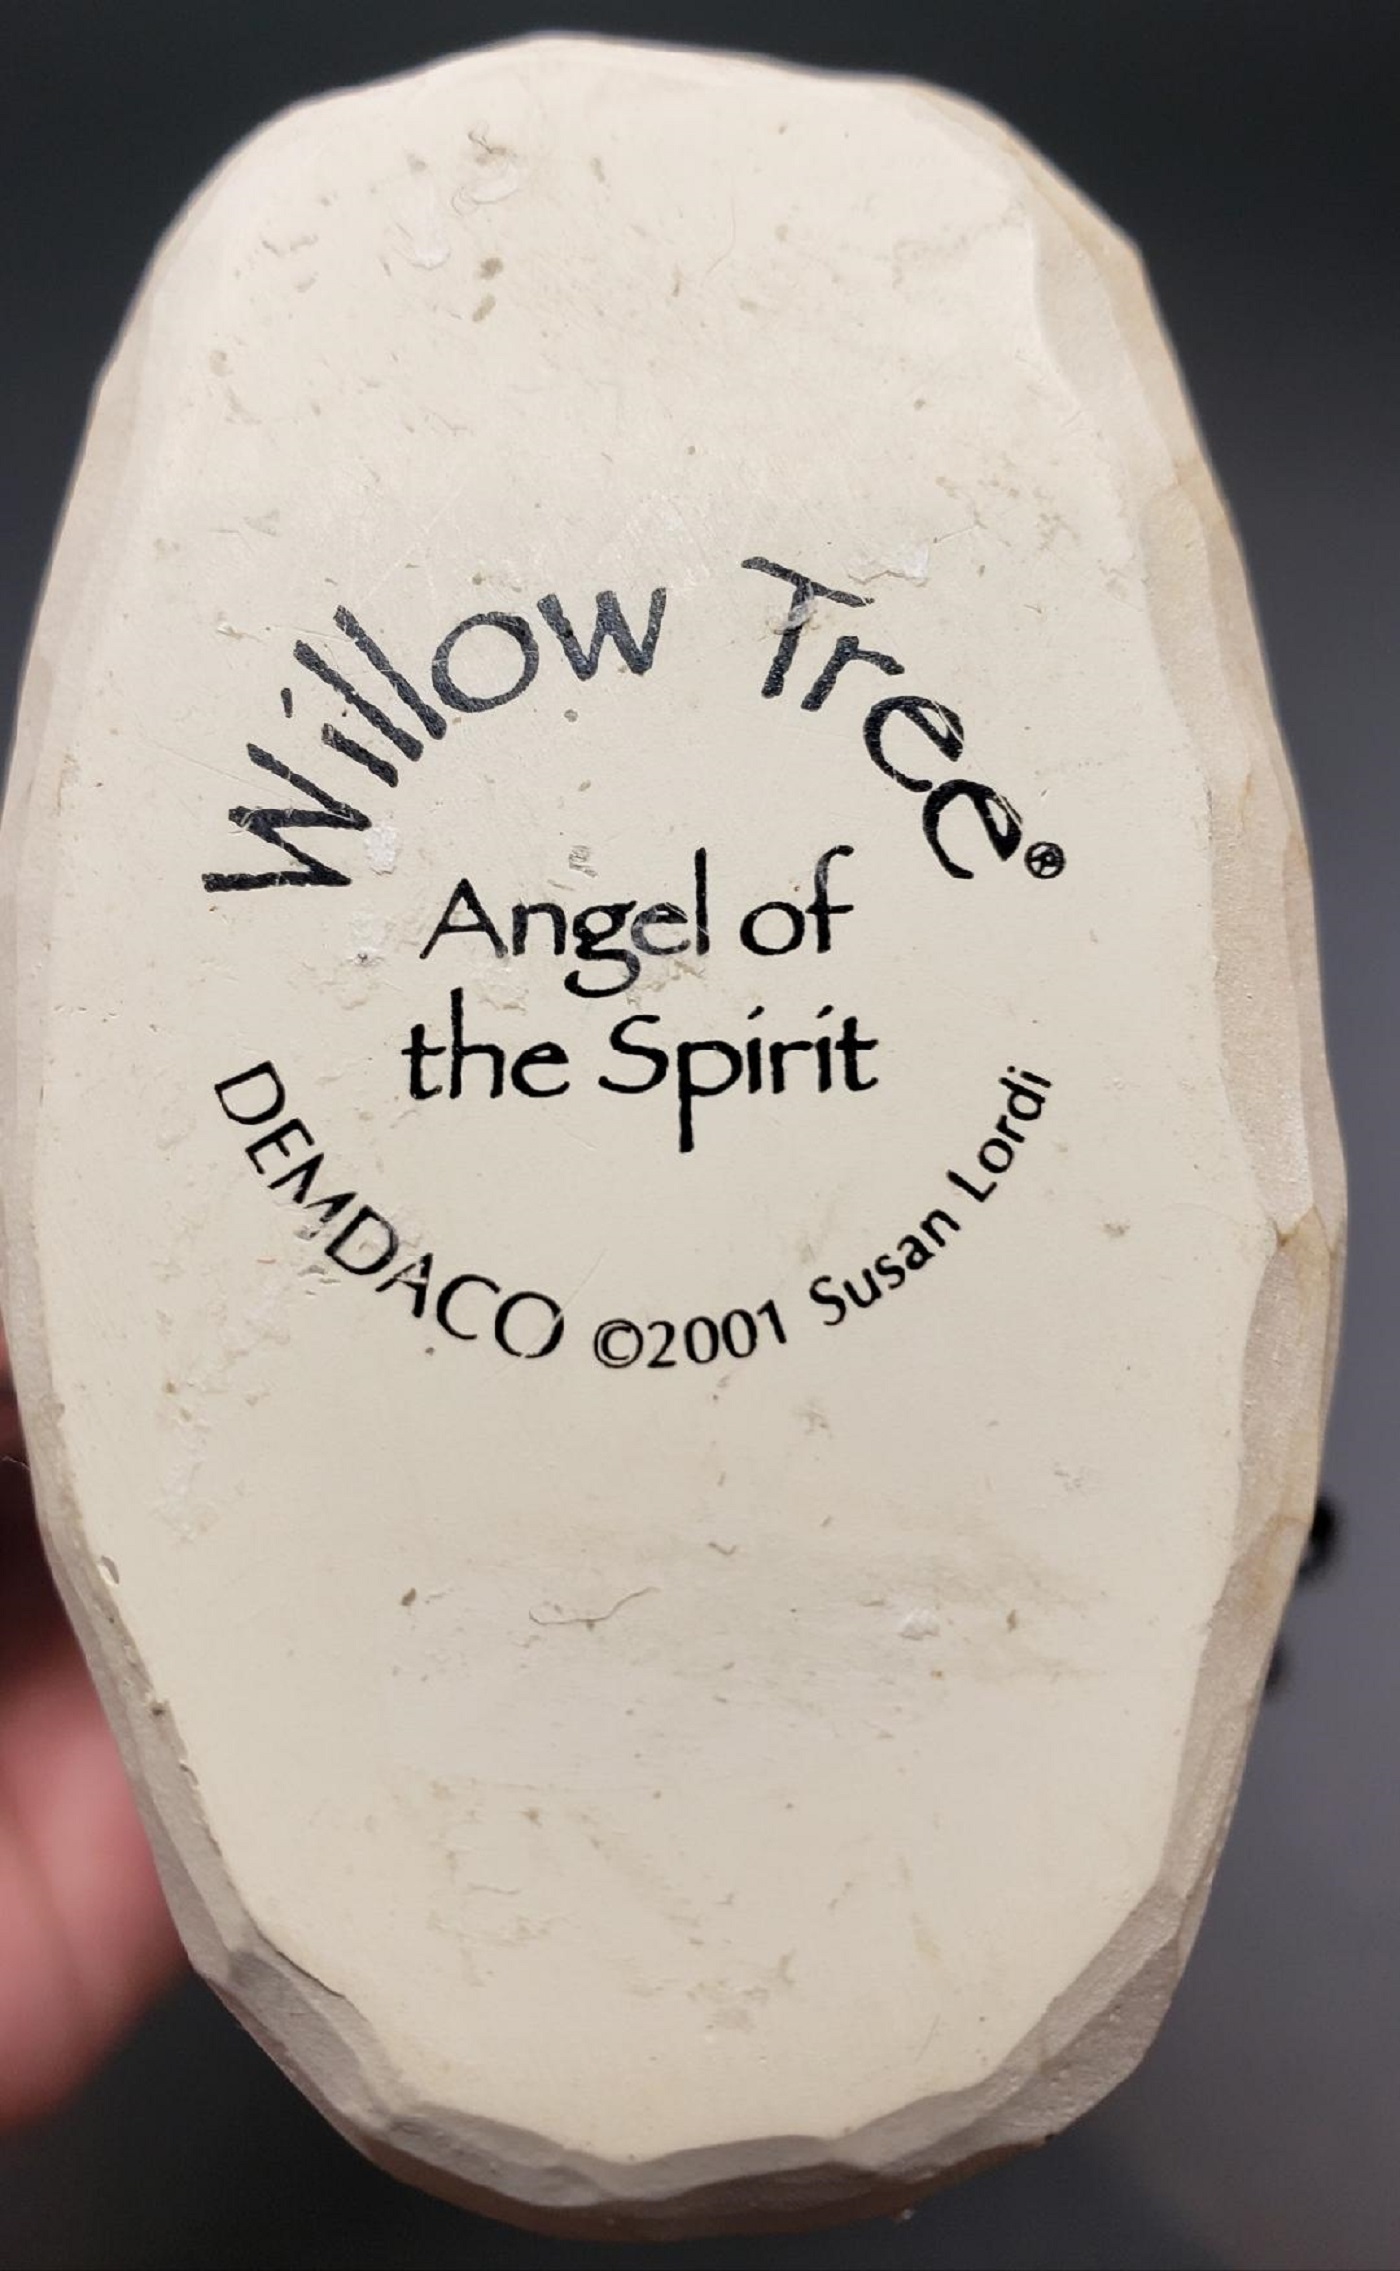 Willow Tree®
Angel of
the Spirit
DEMDACO ©2001 Susan Lordi